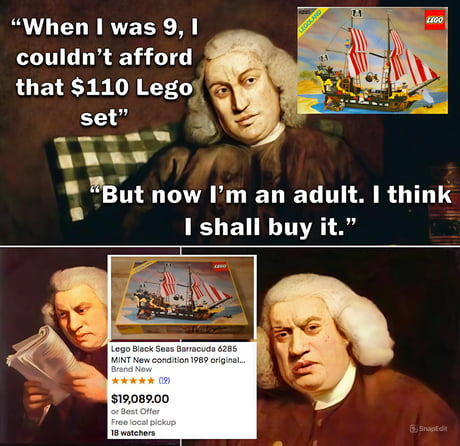 “When I was 9, I
couldn’t afford
that $110 Lego
set”
LEGOLAND
6285
LEGO
“But now I’m an adult. I think
I shall buy it.”
LEGO
Lego Black Seas Barracuda 6285
MINT New condition 1989 original...
Brand New
(19)
$19,089.00
or Best Offer
Free local pickup
18 watchers
SnapEdit